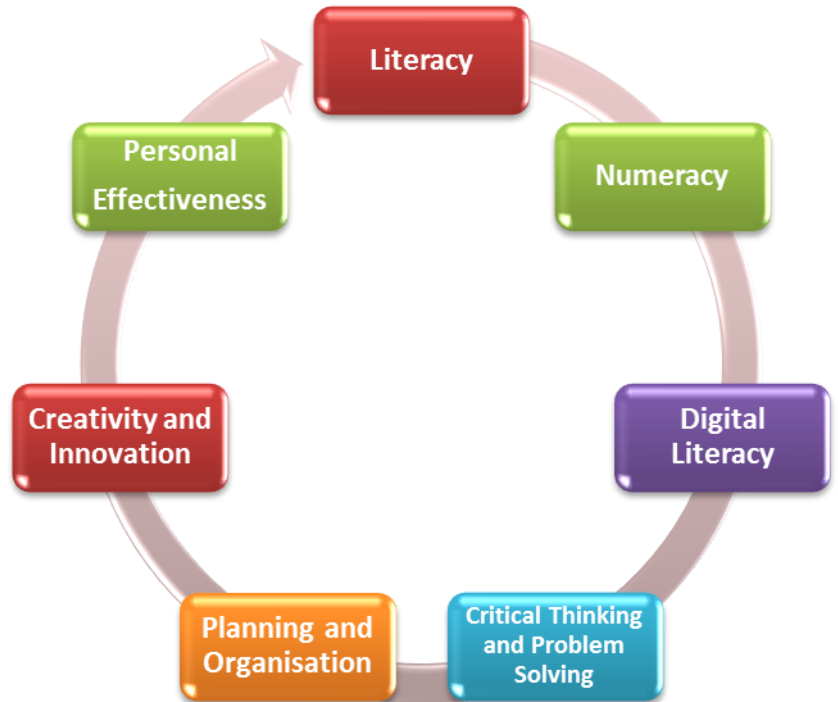 Literacy
Numeracy
Digital
Literacy
Critical Thinking
and Problem
Solving
Planning and
Organisation
Creativity and
Innovation
Personal
Effectiveness